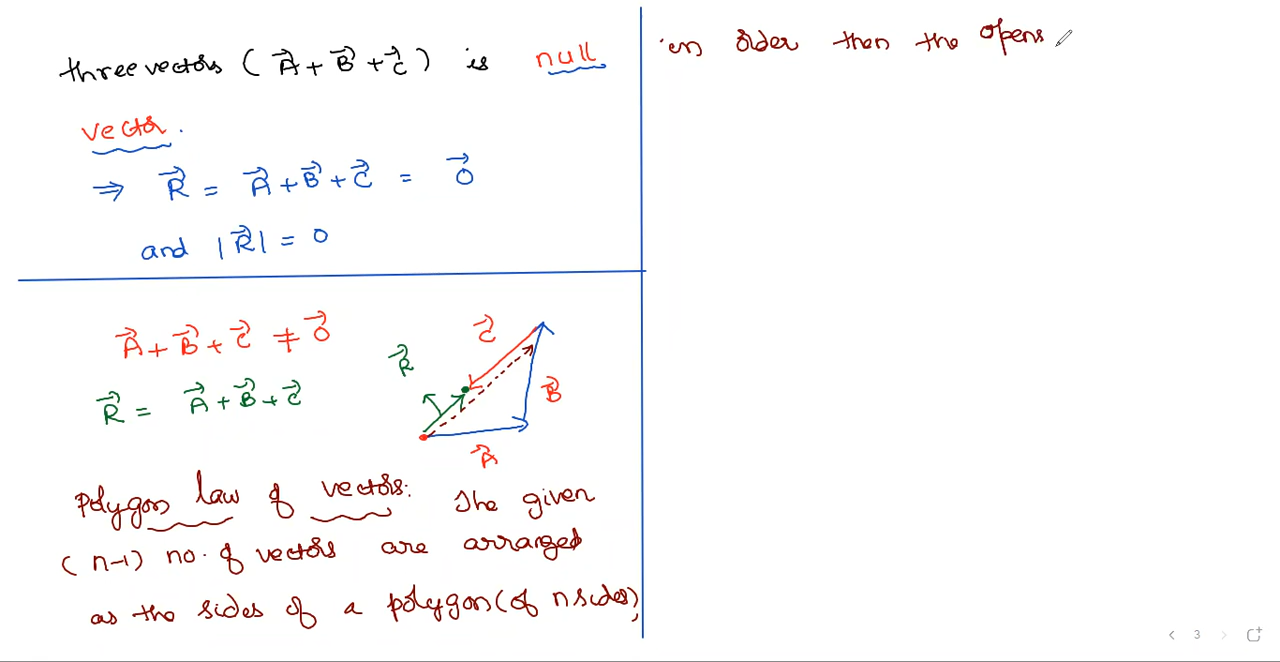 three vectors (A⃗ + B⃗ + C⃗) is null
vector.
⇒ R⃗ = A⃗ + B⃗ + C⃗ = 0⃗
and |R⃗| = 0
A⃗ + B⃗ + C⃗ ≠ 0⃗
R⃗ = A⃗ + B⃗ + C⃗
C⃗
R⃗
B⃗
A⃗
Polygon law of vectors: The given
(n-1) no. of vectors are arranged
as the sides of a polygon (of n sides),
in order then the opens
3